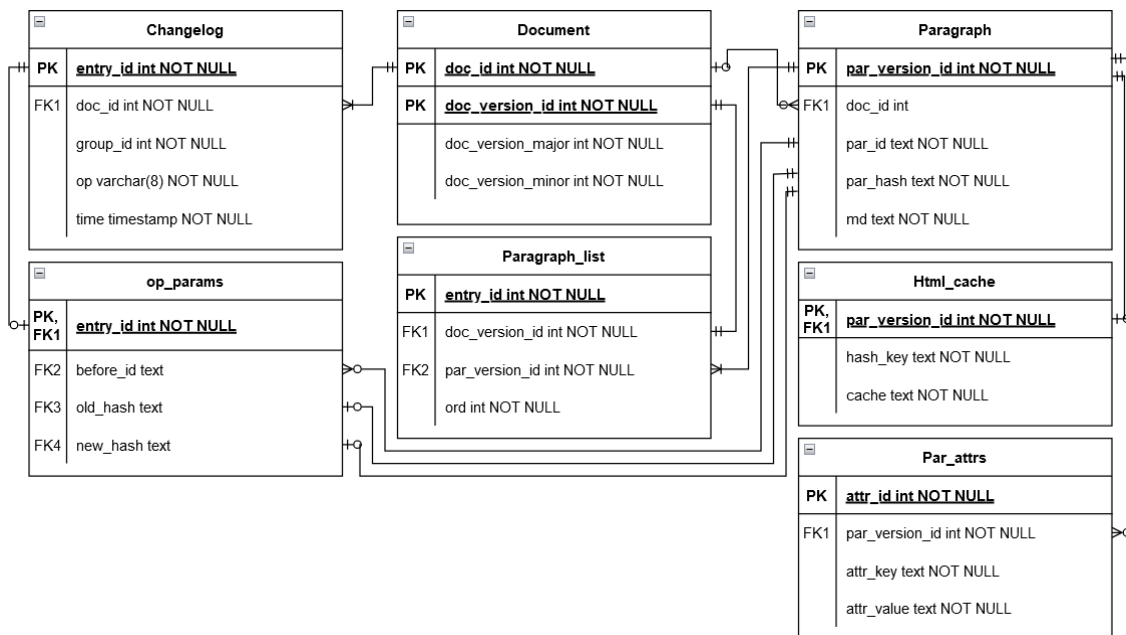 Changelog
PK entry_id int NOT NULL
FK1 doc_id int NOT NULL
group_id int NOT NULL
op varchar(8) NOT NULL
time timestamp NOT NULL
Document
PK doc_id int NOT NULL
PK doc_version_id int NOT NULL
doc_version_major int NOT NULL
doc_version_minor int NOT NULL
Paragraph
PK par_version_id int NOT NULL
FK1 doc_id int
par_id text NOT NULL
par_hash text NOT NULL
md text NOT NULL
op_params
PK,
FK1 entry_id int NOT NULL
FK2 before_id text
FK3 old_hash text
FK4 new_hash text
Paragraph_list
PK entry_id int NOT NULL
FK1 doc_version_id int NOT NULL
FK2 par_version_id int NOT NULL
ord int NOT NULL
Html_cache
PK,
FK1 par_version_id int NOT NULL
hash_key text NOT NULL
cache text NOT NULL
Par_attrs
PK attr_id int NOT NULL
FK1 par_version_id int NOT NULL
attr_key text NOT NULL
attr_value text NOT NULL